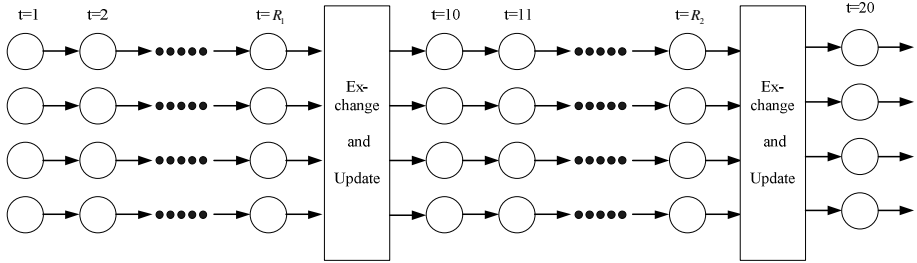 t=1 t=2 t=R₁ t=10 t=11 t=R₂ t=20
Ex-
change
and
Update
Ex-
change
and
Update